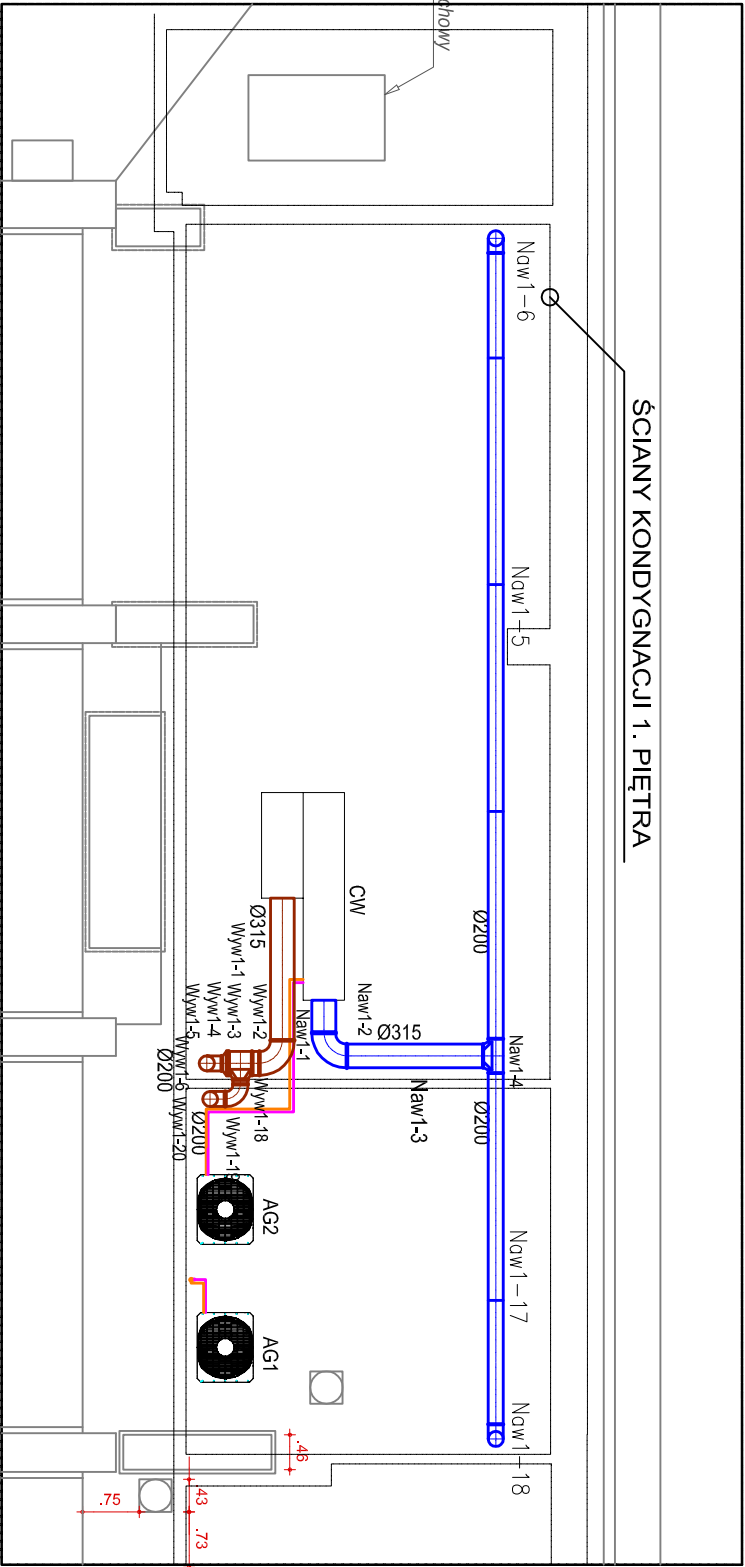 chowy
ŚCIANY KONDYGNACJI 1. PIĘTRA
Naw1-6
Naw1-5
Ø200
Naw1-4
Ø200
Naw1-17
Naw1-18
CW
Naw1-2
Ø315
Naw1-3
Naw1-1
Ø315
Wyw1-1
Wyw1-2
Wyw1-3
Wyw1-4
Wyw1-5
Wyw1-18
Wyw1-6
Ø200
Ø200
Wyw1-20
AG2
AG1
.46
.43
.75
.73